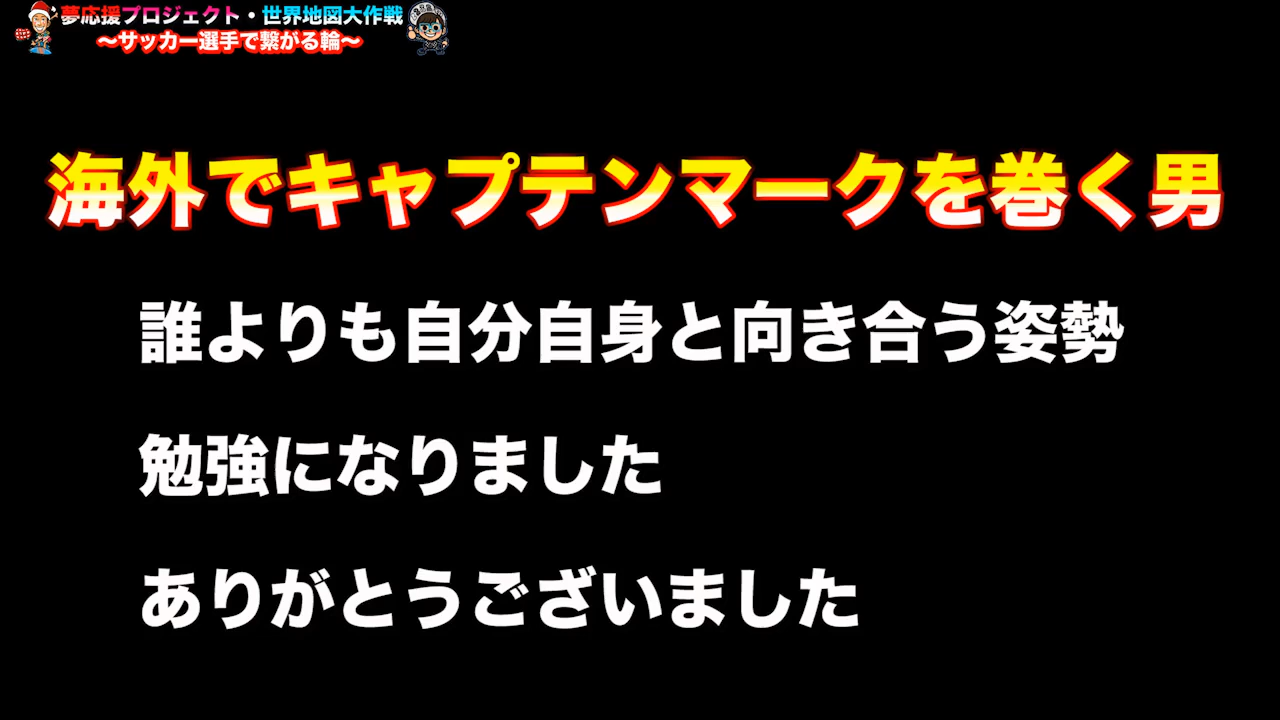 夢応援プロジェクト・世界地図大作戦
〜サッカー選手で繋がる輪〜
海外でキャプテンマークを巻く男
誰よりも自分自身と向き合う姿勢
勉強になりました
ありがとうございました